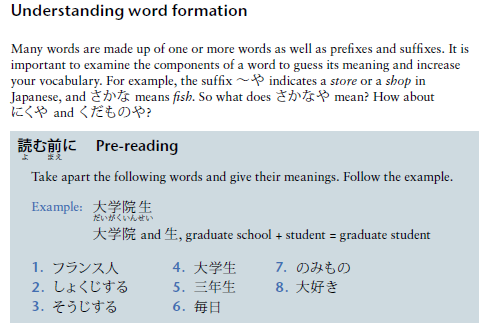 Understanding word formation
Many words are made up of one or more words as well as prefixes and suffixes. It is
important to examine the components of a word to guess its meaning and increase
your vocabulary. For example, the suffix ～や indicates a store or a shop in
Japanese, and さかな means fish. So what does さかなや mean? How about
にくや and くだものや?
読む前に Pre-reading
よ まえ
Take apart the following words and give their meanings. Follow the example.
Example: 大学院生
だいがくいんせい
大学院 and 生, graduate school + student = graduate student
1. フランス人 4. 大学生 7. のみもの
2. しょくじする 5. 三年生 8. 大好き
3. そうじする 6. 毎日